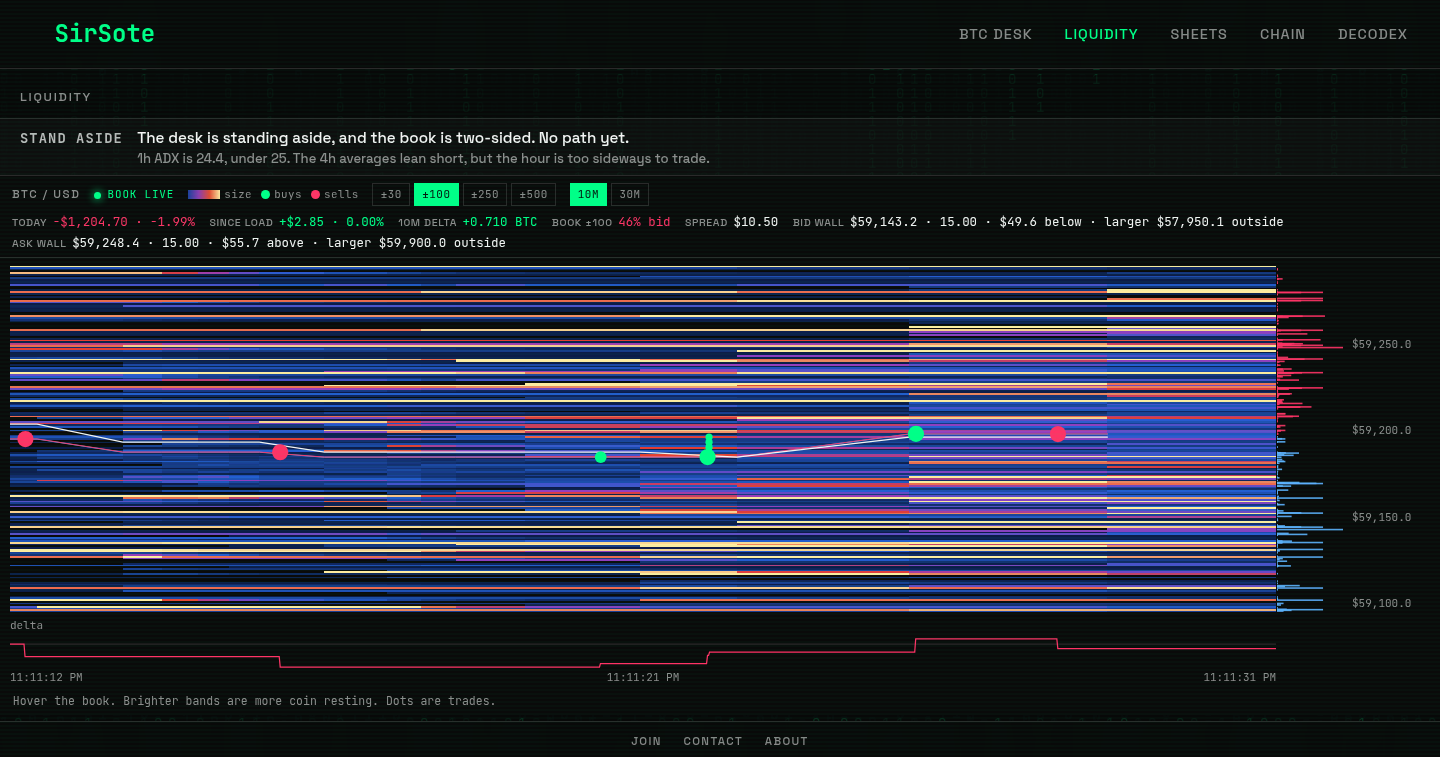 SirSote
BTC DESK LIQUIDITY SHEETS CHAIN DECODEX
LIQUIDITY
STAND ASIDE The desk is standing aside, and the book is two-sided. No path yet.
1h ADX is 24.4, under 25. The 4h averages lean short, but the hour is too sideways to trade.
BTC / USD BOOK LIVE size buys sells ±30 ±100 ±250 ±500 10M 30M
TODAY -$1,204.70 · -1.99% SINCE LOAD +$2.85 · 0.00% 10M DELTA +0.710 BTC BOOK ±100 46% bid SPREAD $10.50 BID WALL $59,143.2 · 15.00 · $49.6 below · larger $57,950.1 outside
ASK WALL $59,248.4 · 15.00 · $55.7 above · larger $59,900.0 outside
$59,250.0
$59,200.0
$59,150.0
$59,100.0
delta
11:11:12 PM 11:11:21 PM 11:11:31 PM
Hover the book. Brighter bands are more coin resting. Dots are trades.
JOIN CONTACT ABOUT